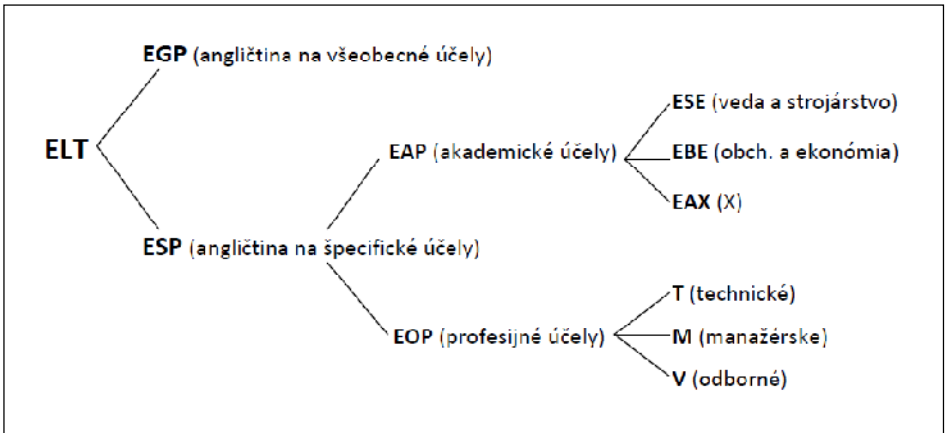 EGP (angličtina na všeobecné účely)
ESE (veda a strojárstvo)
ELT
EAP (akademické účely)
EBE (obch. a ekonómia)
EAX (X)
ESP (angličtina na špecifické účely)
T (technické)
EOP (profesijné účely)
M (manažérske)
V (odborné)